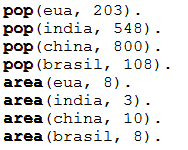 pop(eua, 203).
pop(india, 548).
pop(china, 800).
pop(brasil, 108).
area(eua, 8).
area(india, 3).
area(china, 10).
area(brasil, 8).